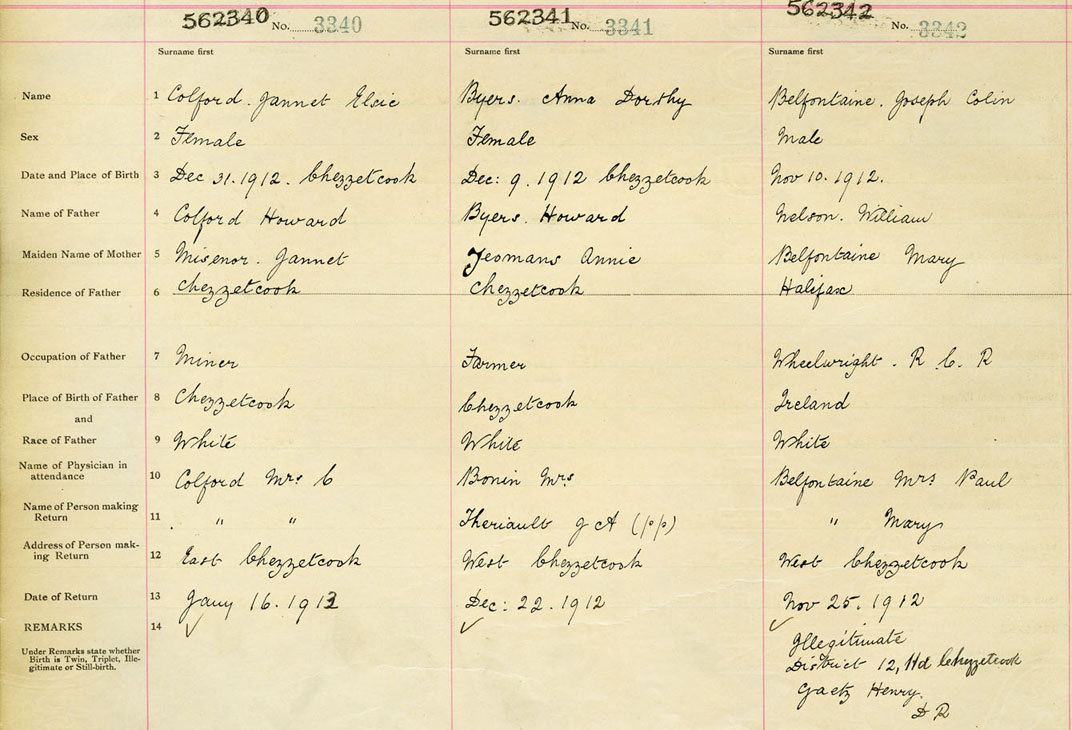 562340 No. 3340 562341 No. 3341 562342 No. 3342
Surname first Surname first Surname first
Name 1 Colford. Jannet Elcie Byers. Anna Dorthy Belfontaine. Joseph Colin
Sex 2 Female Female Male
Date and Place of Birth 3 Dec 31. 1912. Chezzetcook Dec: 9. 1912 Chezzetcook Nov 10. 1912.
Name of Father 4 Colford Howard Byers. Howard Nelson. William
Maiden Name of Mother 5 Misenor. Jannet Yeomans Annie Belfontaine Mary
Residence of Father 6 Chezzetcook Chezzetcook Halifax
Occupation of Father 7 Miner Farmer Wheelwright. R. C. R
Place of Birth of Father 8 Chezzetcook Chezzetcook Ireland
and
Race of Father 9 White White White
Name of Physician in
attendance 10 Colford Mrs C Bonin Mrs Belfontaine Mrs Paul
Name of Person making
Return 11 " " Theriault J A (pp) " Mary
Address of Person mak-
ing Return 12 East Chezzetcook West Chezzetcook West Chezzetcook
Date of Return 13 Jany 16. 1913 Dec: 22. 1912 Nov 25. 1912
REMARKS 14 ✓ ✓ ✓
Under Remarks state whether
Birth is Twin, Triplet, Ille-
gitimate or Still-birth.
Illegitimate
District 12, Hd Chezzetcook
Gaetz Henry.
D R